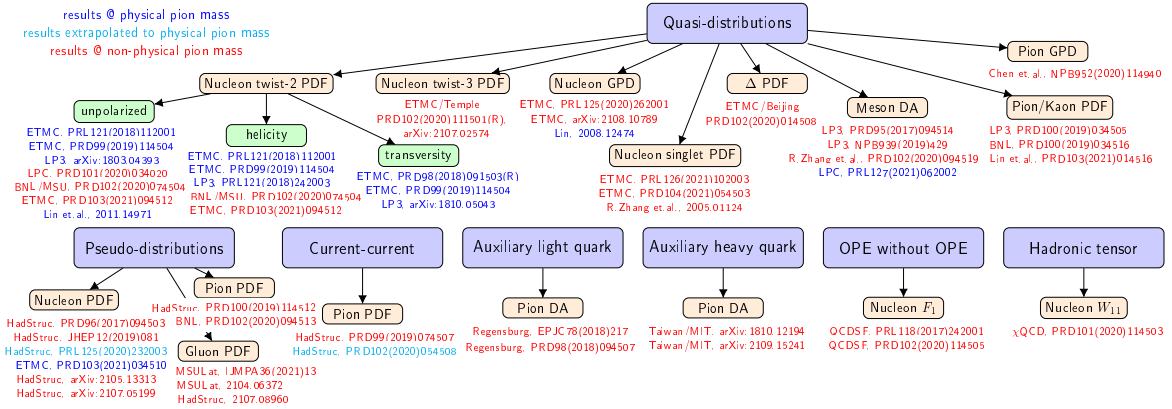 results @ physical pion mass
results extrapolated to physical pion mass
results @ non-physical pion mass
Quasi-distributions
Nucleon twist-2 PDF
unpolarized
ETMC, PRL121(2018)112001
ETMC, PRD99(2019)114504
LP3, arXiv:1803.04393
LPC, PRD101(2020)034020
BNL/MSU, PRD102(2020)074504
ETMC, PRD103(2021)094512
Lin et al., 2011.14971
helicity
ETMC, PRL121(2018)112001
ETMC, PRD99(2019)114504
LP3, PRL121(2018)242003
BNL/MSU, PRD102(2020)074504
ETMC, PRD103(2021)094512
transversity
ETMC, PRD98(2018)091503(R)
ETMC, PRD99(2019)114504
LP3, arXiv:1810.05043
Nucleon twist-3 PDF
ETMC/Temple
PRD102(2020)111501(R),
arXiv:2107.02574
Nucleon GPD
ETMC, PRL125(2020)262001
ETMC, arXiv:2108.10789
Lin, 2008.12474
Nucleon singlet PDF
ETMC, PRL126(2021)102003
ETMC, PRD104(2021)054503
R.Zhang et.al., 2005.01124
Δ PDF
ETMC/Beijing
PRD102(2020)014508
Meson DA
LP3, PRD95(2017)094514
LP3, NPB939(2019)429
R.Zhang et.al., PRD102(2020)094519
LPC, PRL127(2021)062002
Pion GPD
Chen et.al., NPB952(2020)114940
Pion/Kaon PDF
LP3, PRD100(2019)034505
BNL, PRD100(2019)034516
Lin et.al., PRD103(2021)014516
Pseudo-distributions
Nucleon PDF
HadStruc, PRD96(2017)094503
HadStruc, JHEP12(2019)081
HadStruc, PRL125(2020)232003
ETMC, PRD103(2021)034510
HadStruc, arXiv:2105.13313
HadStruc, arXiv:2107.05199
Pion PDF
HadStruc, PRD100(2019)114512
BNL, PRD102(2020)094513
Gluon PDF
MSULat, IJMPA36(2021)13
MSULat, 2104.06372
HadStruc, 2107.08960
Current-current
Pion PDF
HadStruc, PRD99(2019)074507
HadStruc, PRD102(2020)054508
Auxiliary light quark
Pion DA
Regensburg, EPJC78(2018)217
Regensburg, PRD98(2018)094507
Auxiliary heavy quark
Pion DA
Taiwan/MIT, arXiv:1810.12194
Taiwan/MIT, arXiv:2109.15241
OPE without OPE
Nucleon F₁
QCDSF, PRL118(2017)242001
QCDSF, PRD102(2020)114505
Hadronic tensor
Nucleon W₁₁
χQCD, PRD101(2020)114503